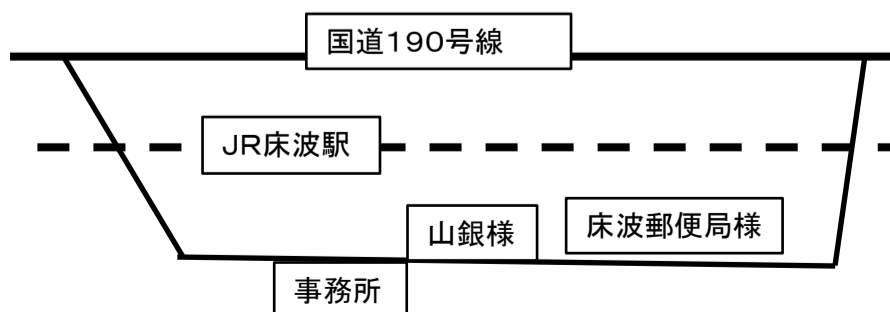 国道１９０号線
ＪＲ床波駅
山銀様
床波郵便局様
事務所